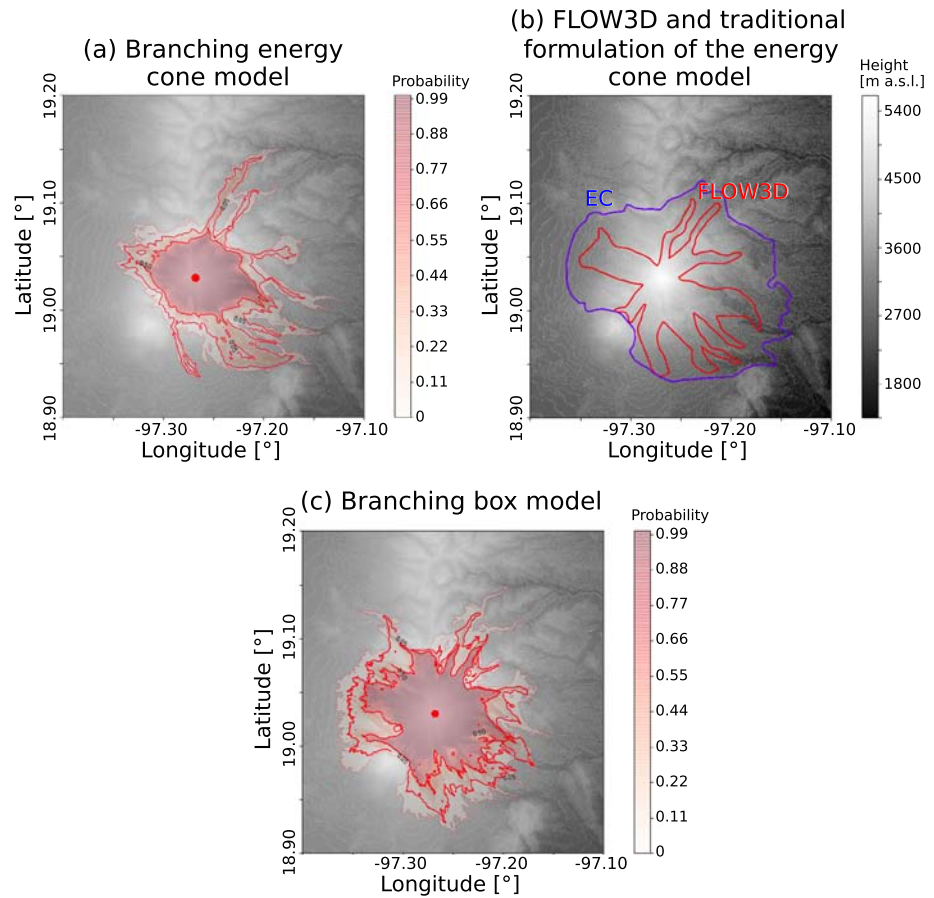 (a) Branching energy
cone model
Probability
0.99
0.88
0.77
0.66
0.55
0.44
0.33
0.22
0.11
0
19.20
19.10
19.00
18.90
Latitude [°]
-97.30
-97.20
-97.10
Longitude [°]
(b) FLOW3D and traditional
formulation of the energy
cone model
Height
[m a.s.l.]
5400
4500
3600
2700
1800
EC
FLOW3D
19.20
19.10
19.00
18.90
Latitude [°]
-97.30
-97.20
-97.10
Longitude [°]
(c) Branching box model
Probability
0.99
0.88
0.77
0.66
0.55
0.44
0.33
0.22
0.11
0
19.20
19.10
19.00
18.90
Latitude [°]
-97.30
-97.20
-97.10
Longitude [°]